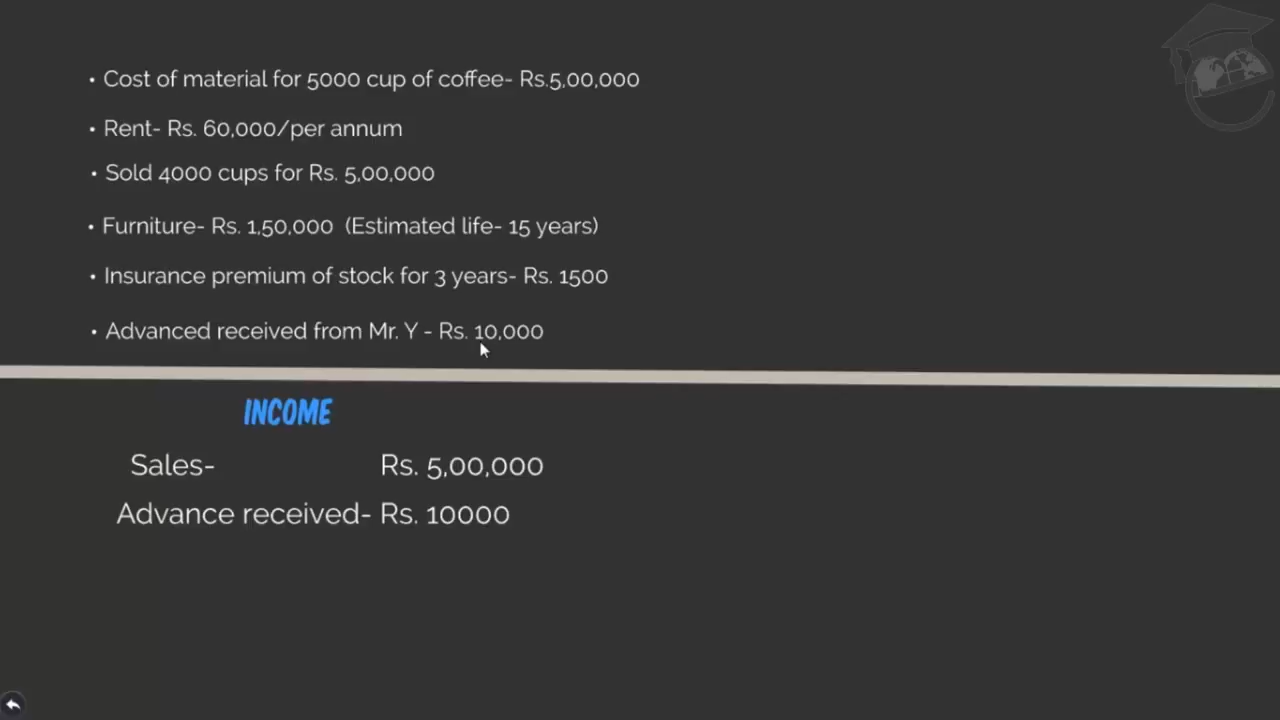 • Cost of material for 5000 cup of coffee- Rs.5,00,000
• Rent- Rs. 60,000/per annum
• Sold 4000 cups for Rs. 5,00,000
• Furniture- Rs. 1,50,000 (Estimated life- 15 years)
• Insurance premium of stock for 3 years- Rs. 1500
• Advanced received from Mr. Y - Rs. 10,000
INCOME
Sales- Rs. 5,00,000
Advance received- Rs. 10000